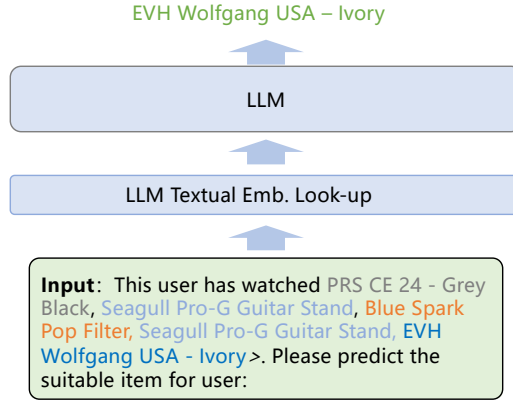 EVH Wolfgang USA – Ivory
LLM
LLM Textual Emb. Look-up
Input: This user has watched PRS CE 24 - Grey
Black, Seagull Pro-G Guitar Stand, Blue Spark
Pop Filter, Seagull Pro-G Guitar Stand, EVH
Wolfgang USA - Ivory>. Please predict the
suitable item for user: